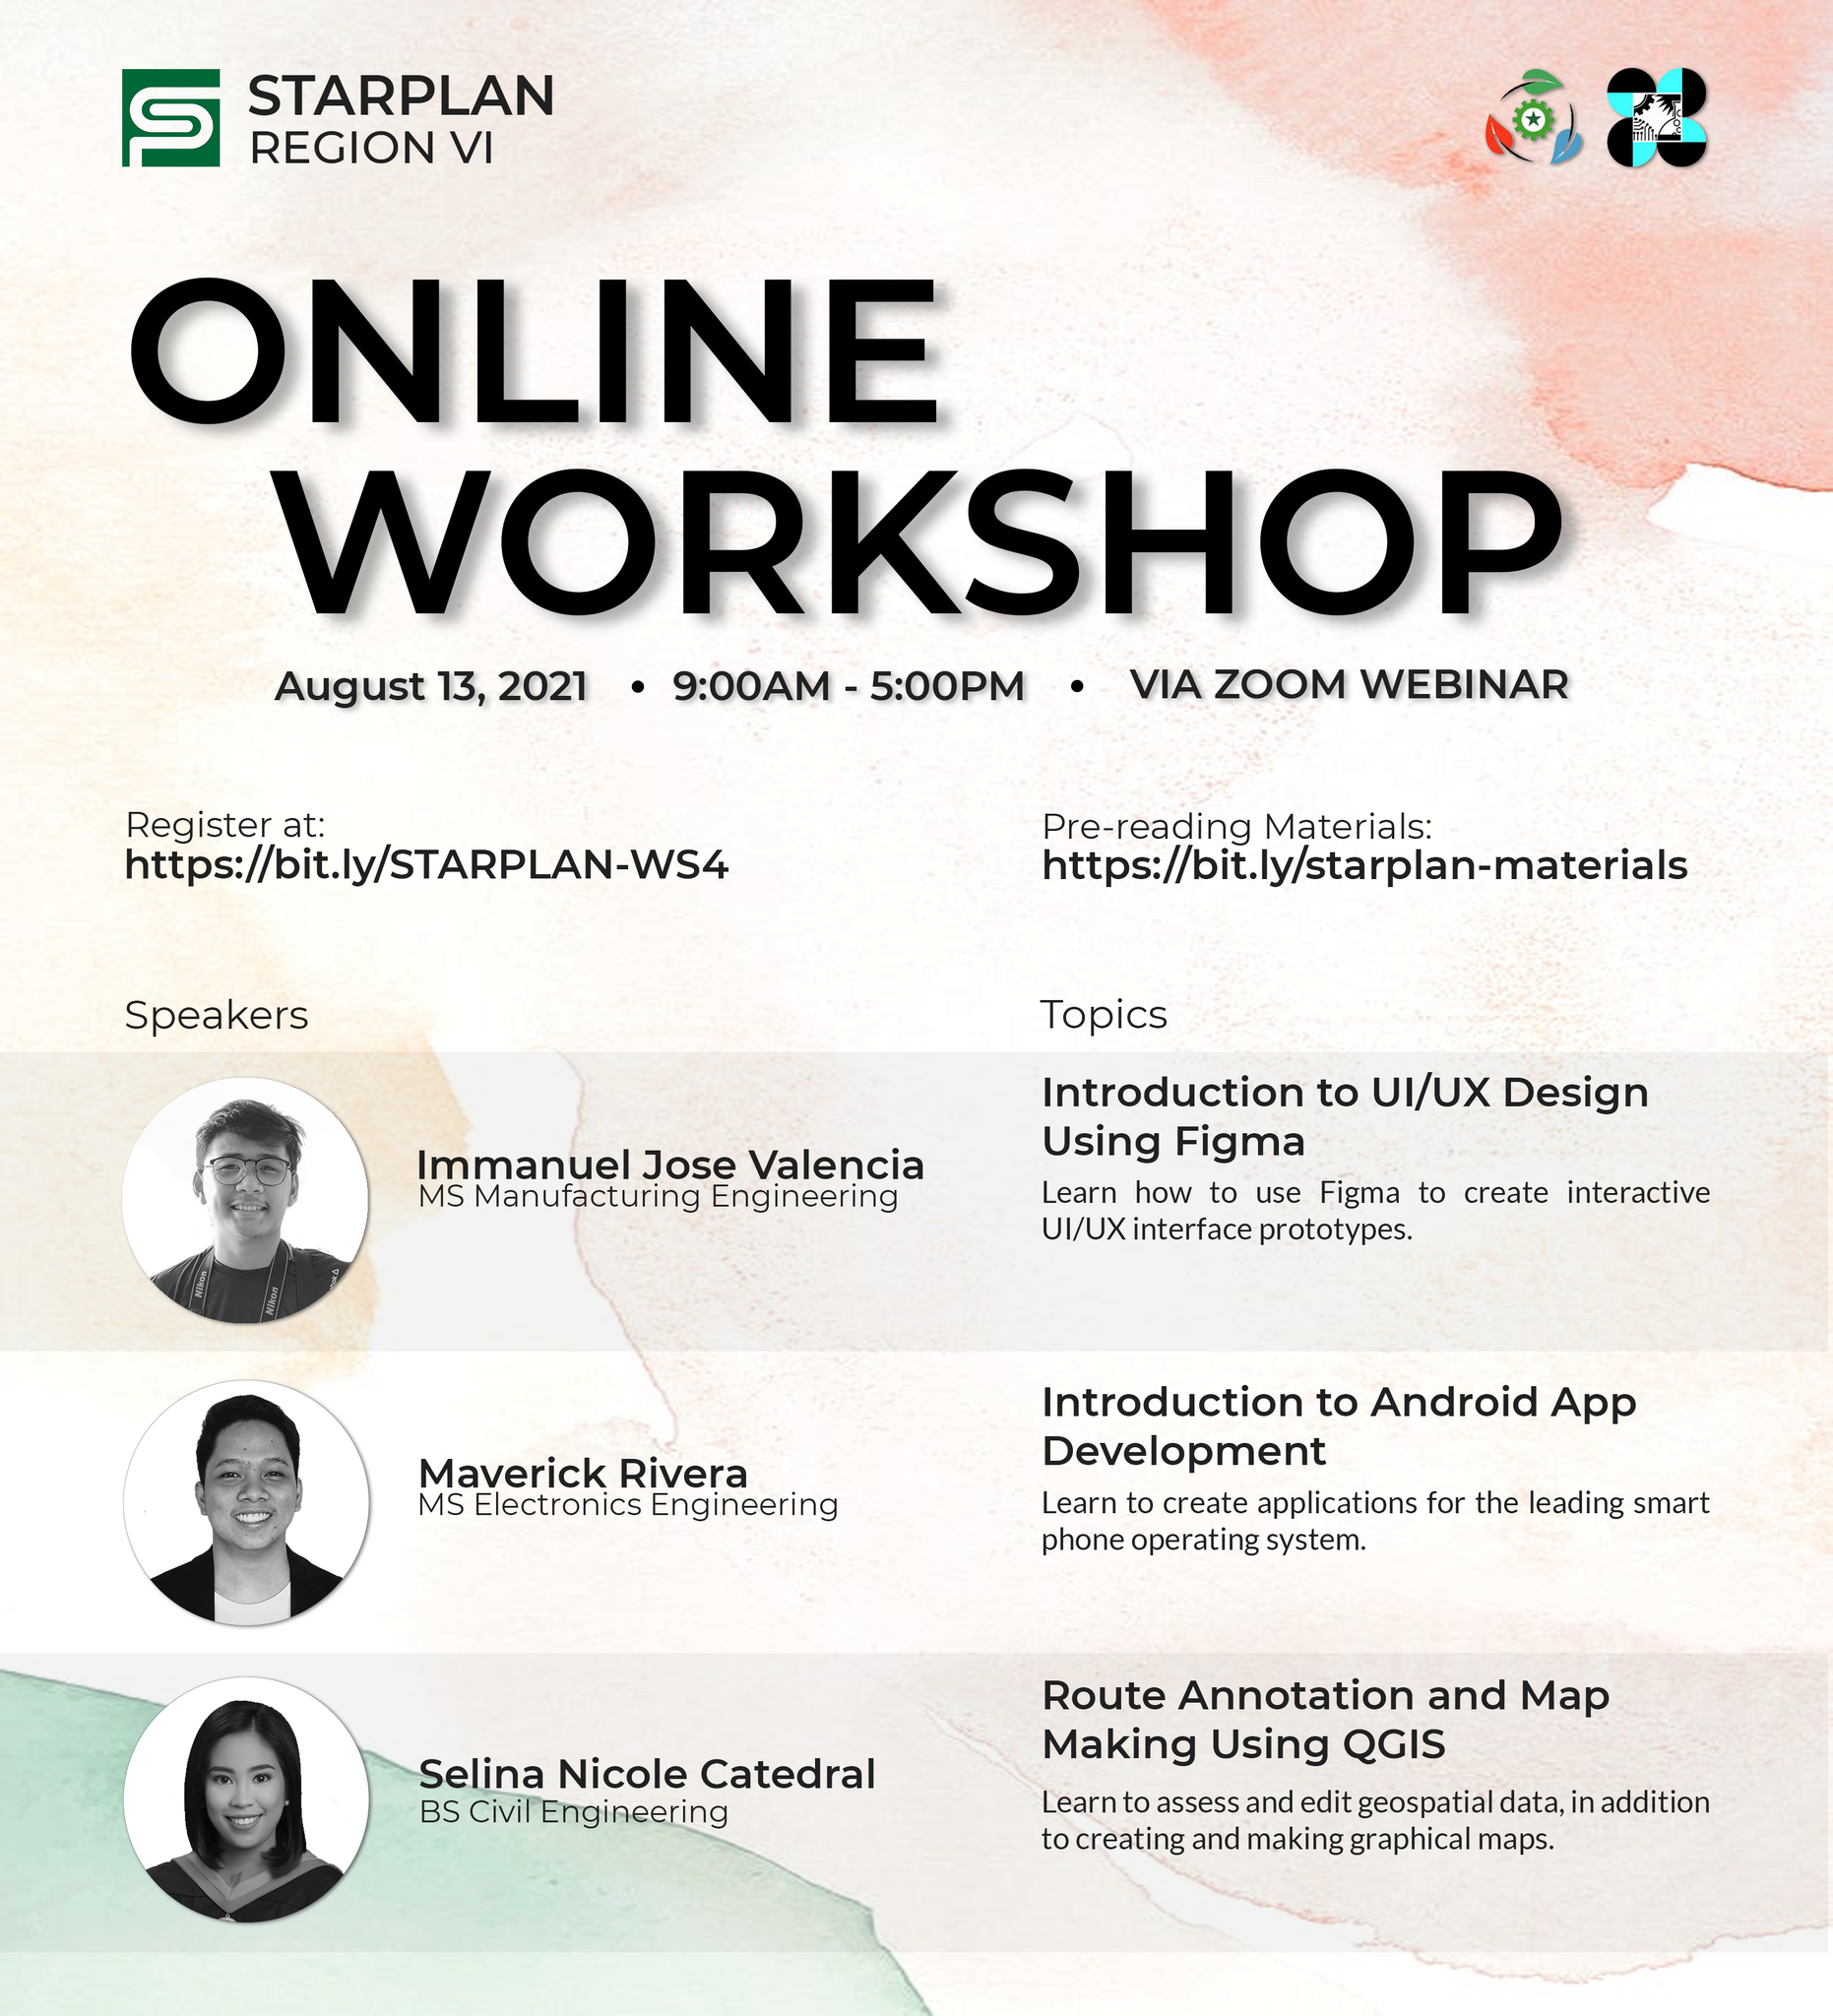 STARPLAN
REGION VI
ONLINE
WORKSHOP
August 13, 2021 • 9:00AM - 5:00PM • VIA ZOOM WEBINAR
Register at:
https://bit.ly/STARPLAN-WS4
Pre-reading Materials:
https://bit.ly/starplan-materials
Speakers
Topics
Immanuel Jose Valencia
MS Manufacturing Engineering
Nikon
Nikon
Introduction to UI/UX Design
Using Figma
Learn how to use Figma to create interactive
UI/UX interface prototypes.
Maverick Rivera
MS Electronics Engineering
Introduction to Android App
Development
Learn to create applications for the leading smart
phone operating system.
Selina Nicole Catedral
BS Civil Engineering
Route Annotation and Map
Making Using QGIS
Learn to assess and edit geospatial data, in addition
to creating and making graphical maps.